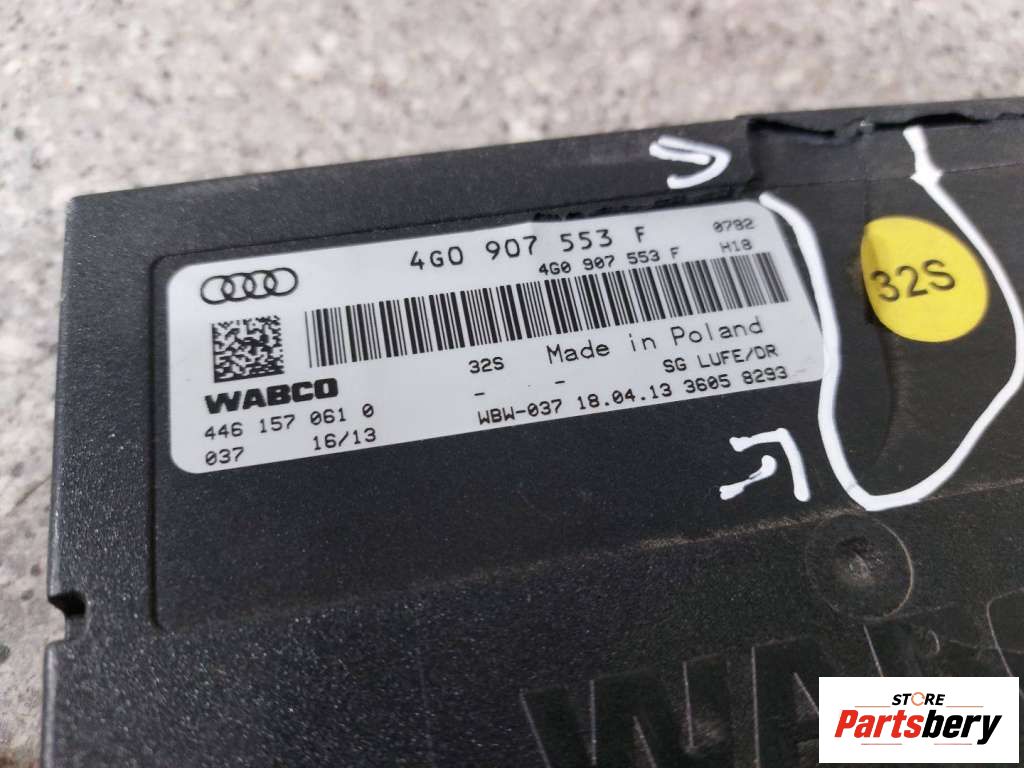 4G0 907 553 F 0792
4G0 907 553 F H18
32S Made in Poland
WABCO - - SG LUFE/DR
446 157 061 0 WBW-037 18.04.13 3605 8293
037 16/13
32S
STORE
Partsbery